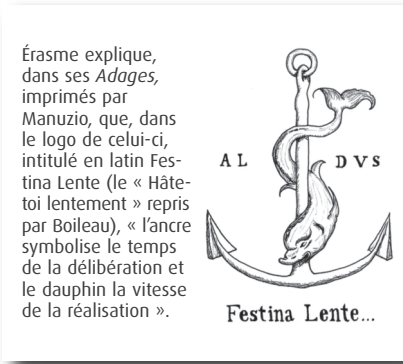 Érasme explique,
dans ses Adages,
imprimés par
Manuzio, que, dans
le logo de celui-ci,
intitulé en latin Fes-
tina Lente (le « Hâte-
toi lentement » repris
par Boileau), « l’ancre
symbolise le temps
de la délibération et
le dauphin la vitesse
de la réalisation ».
AL DVS
Festina Lente...